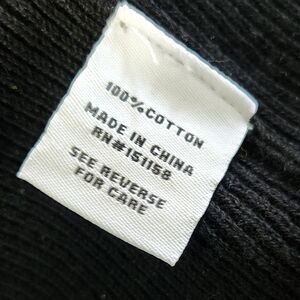 100% COTTON
MADE IN CHINA
RN#151158
SEE REVERSE
FOR CARE